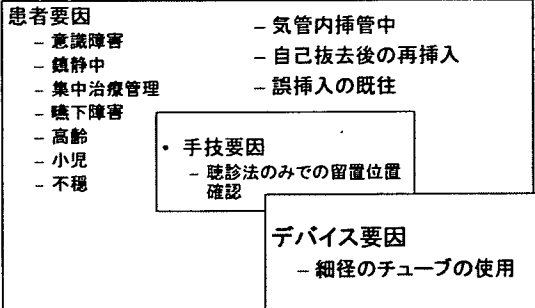 患者要因
– 意識障害
– 鎮静中
– 集中治療管理
– 嚥下障害
– 高齢
– 小児
– 不穏
– 気管内挿管中
– 自己抜去後の再挿入
– 誤挿入の既往
・ 手技要因
– 聴診法のみでの留置位置
確認
デバイス要因
– 細径のチューブの使用